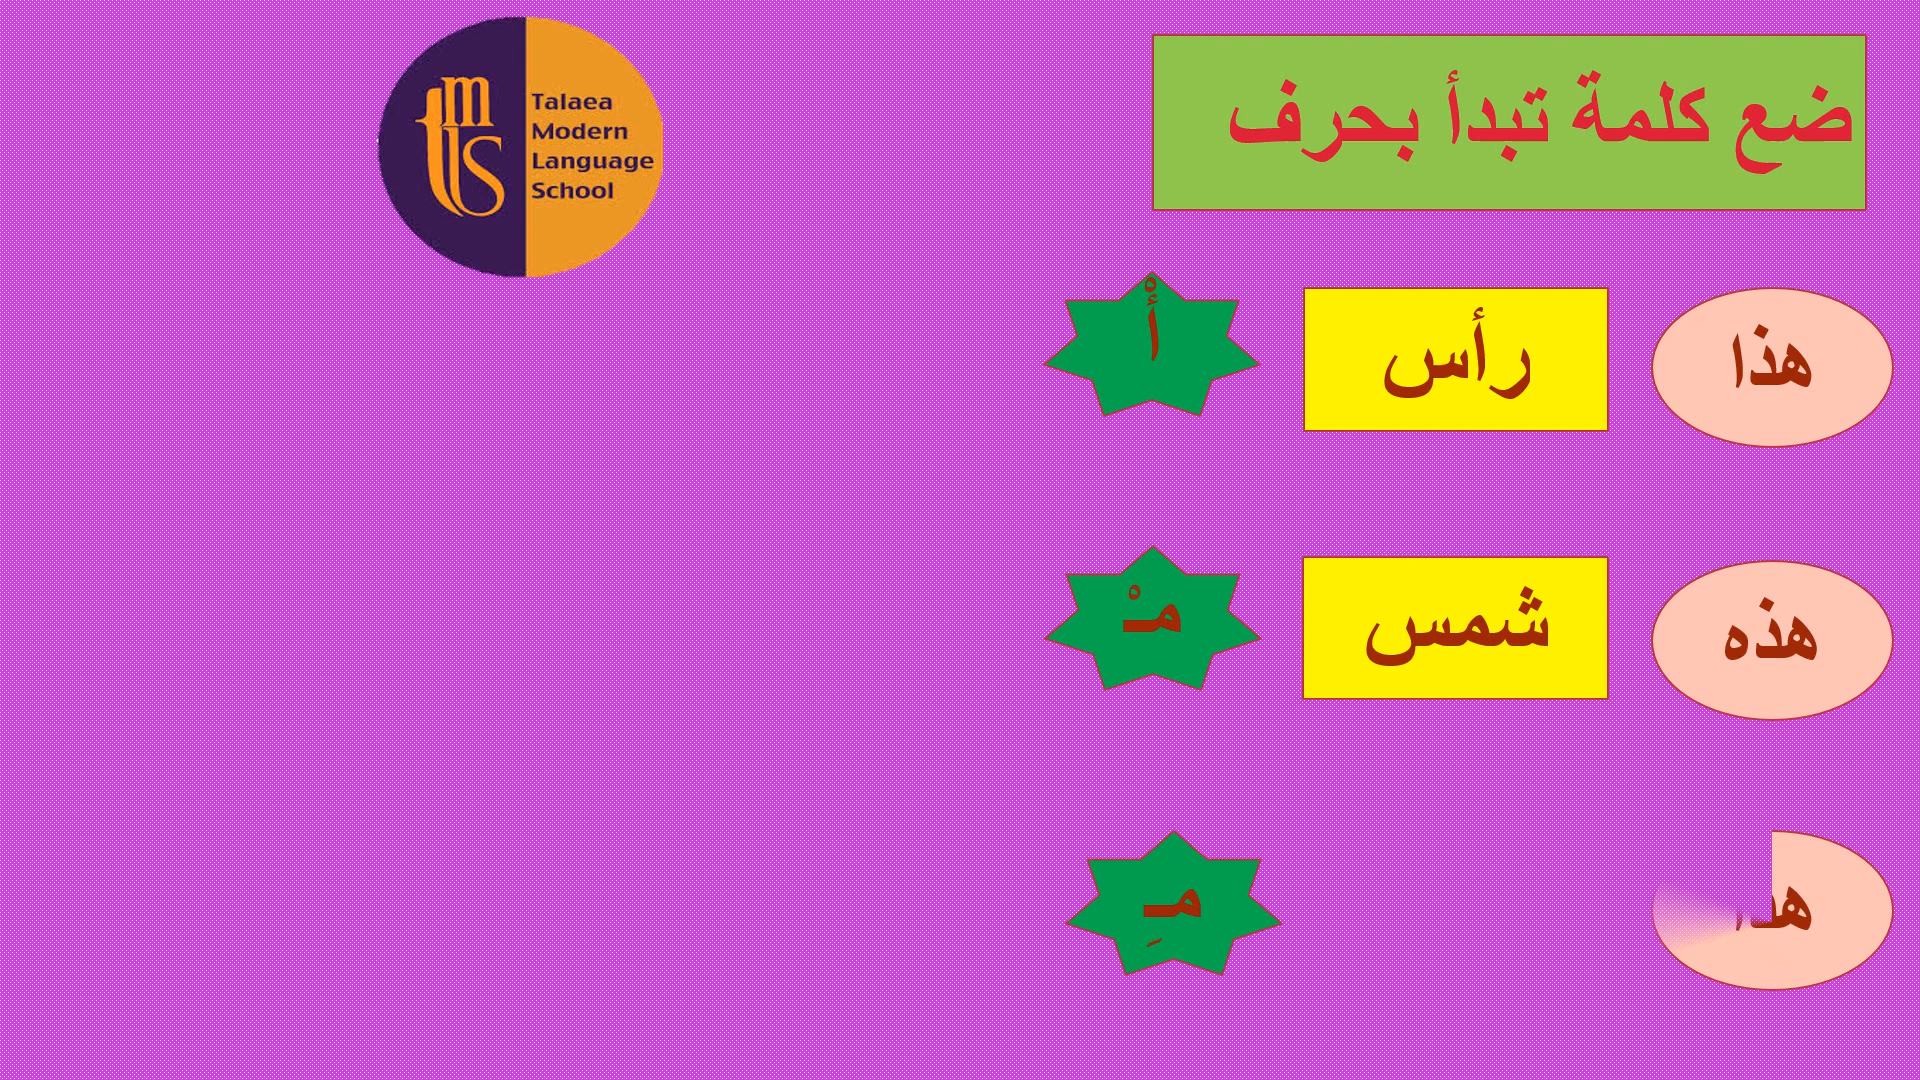 ضع كلمة تبدأ بحرف
Talaea
Modern
Language
School
هذا رأس أْ
هذه شمس مـْ
مـِ